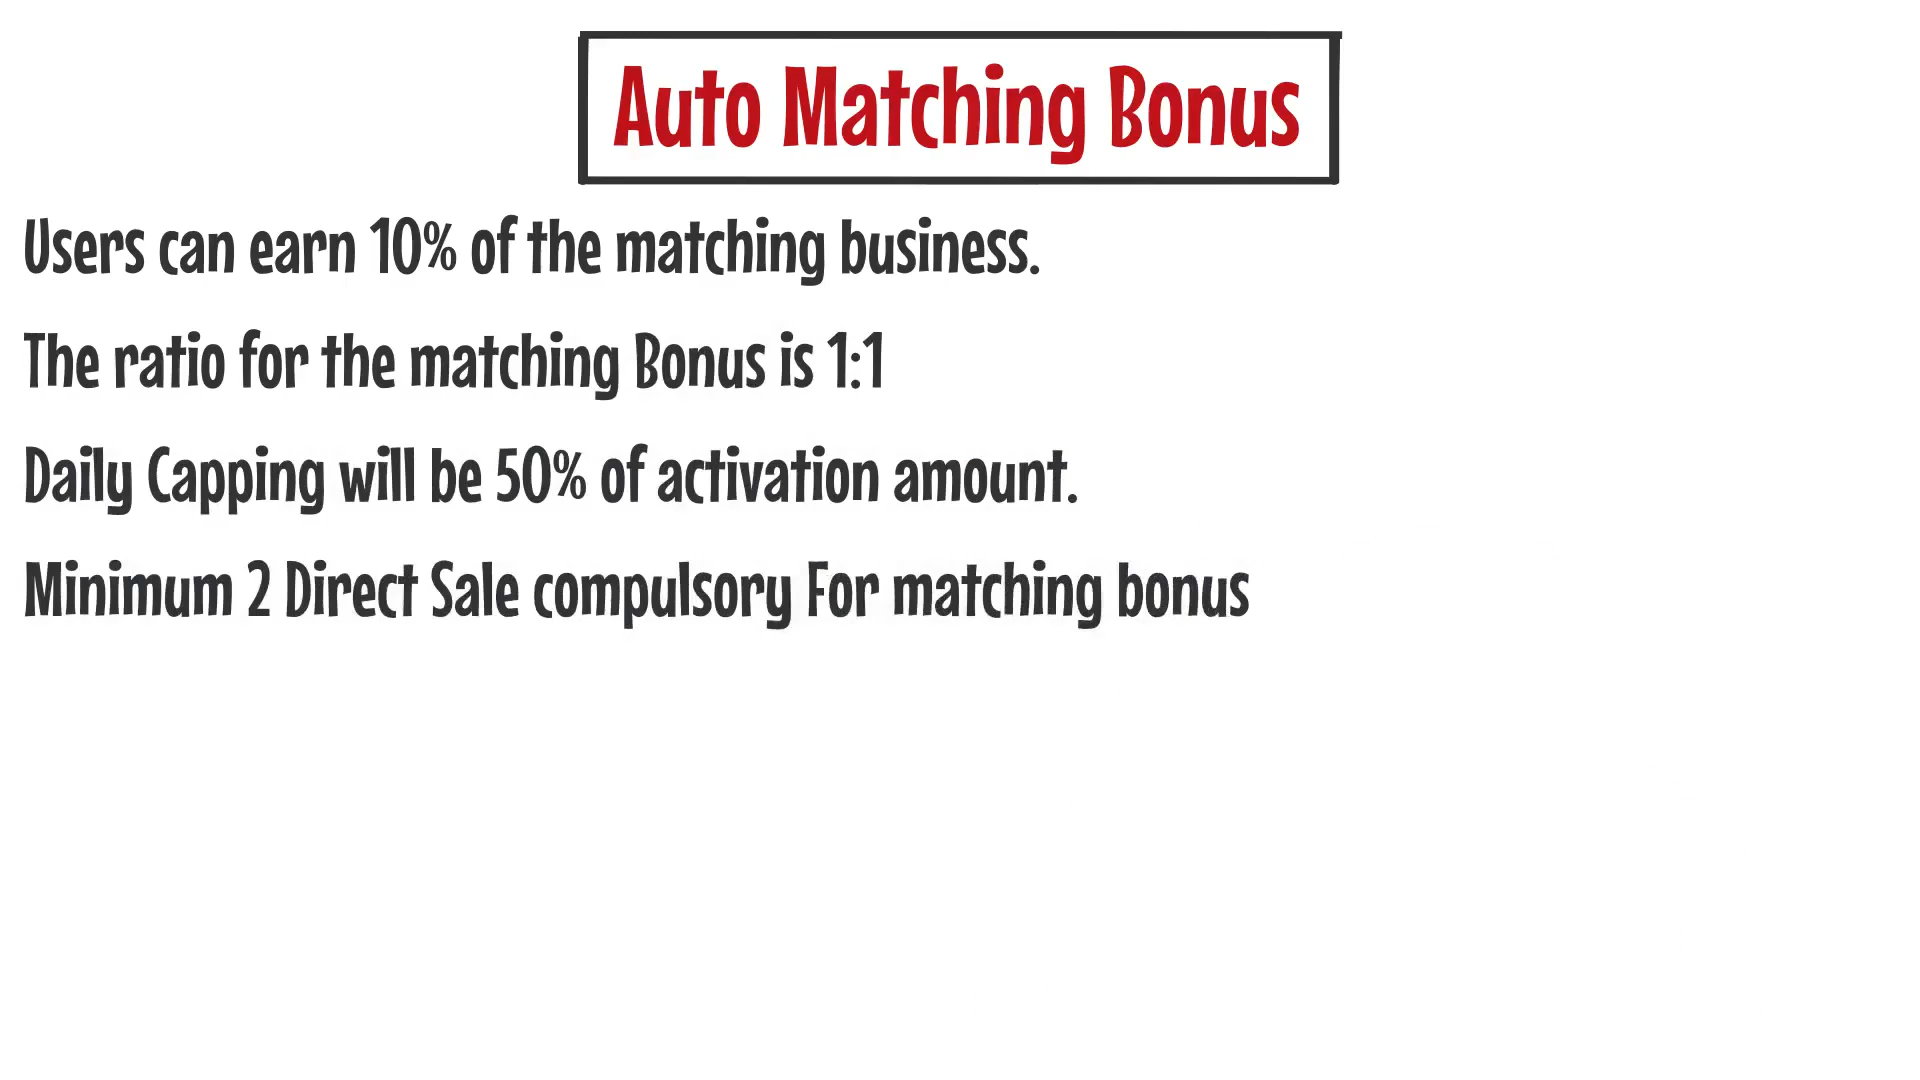 Auto Matching Bonus
Users can earn 10% of the matching business.
The ratio for the matching Bonus is 1:1
Daily Capping will be 50% of activation amount.
Minimum 2 Direct Sale compulsory For matching bonus